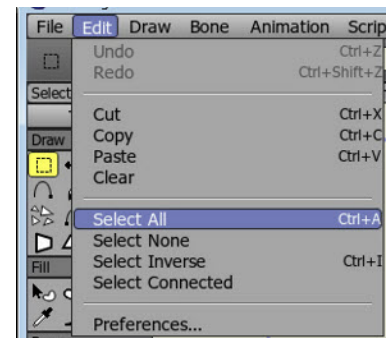 File Edit Draw Bone Animation Scrip
Undo Ctrl+Z
Redo Ctrl+Shift+Z
Select
Cut Ctrl+X
Copy Ctrl+C
Draw
Paste Ctrl+V
Clear
Select All Ctrl+A
Select None
Fill
Select Inverse Ctrl+I
Select Connected
Preferences...